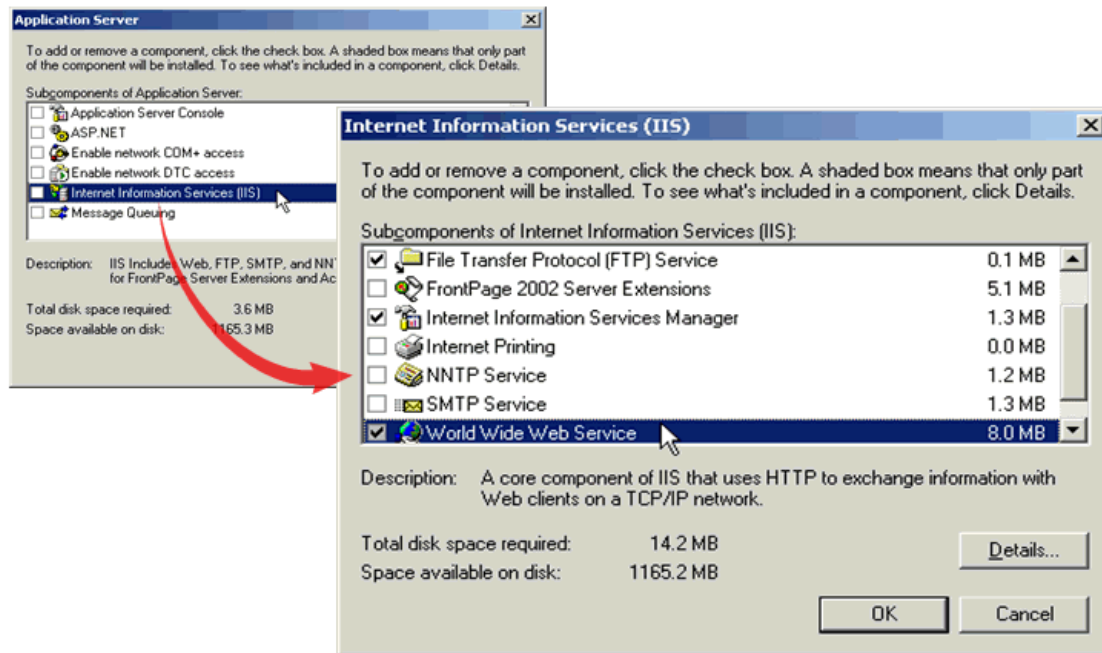 Application Server
To add or remove a component, click the check box. A shaded box means that only part
of the component will be installed. To see what's included in a component, click Details.
Subcomponents of Application Server:
Application Server Console
ASP.NET
Enable network COM+ access
Enable network DTC access
Internet Information Services (IIS)
Message Queuing
Description: IIS Includes Web, FTP, SMTP, and
for FrontPage Server Extensions and
Total disk space required: 3.6 MB
Space available on disk: 1165.3 MB
Internet Information Services (IIS)
To add or remove a component, click the check box. A shaded box means that only part
of the component will be installed. To see what's included in a component, click Details.
Subcomponents of Internet Information Services (IIS):
File Transfer Protocol (FTP) Service 0.1 MB
FrontPage 2002 Server Extensions 5.1 MB
Internet Information Services Manager 1.3 MB
Internet Printing 0.0 MB
NNTP Service 1.2 MB
SMTP Service 1.3 MB
World Wide Web Service 8.0 MB
Description: A core component of IIS that uses HTTP to exchange information with
Web clients on a TCP/IP network.
Total disk space required: 14.2 MB
Space available on disk: 1165.2 MB
Details...
OK
Cancel